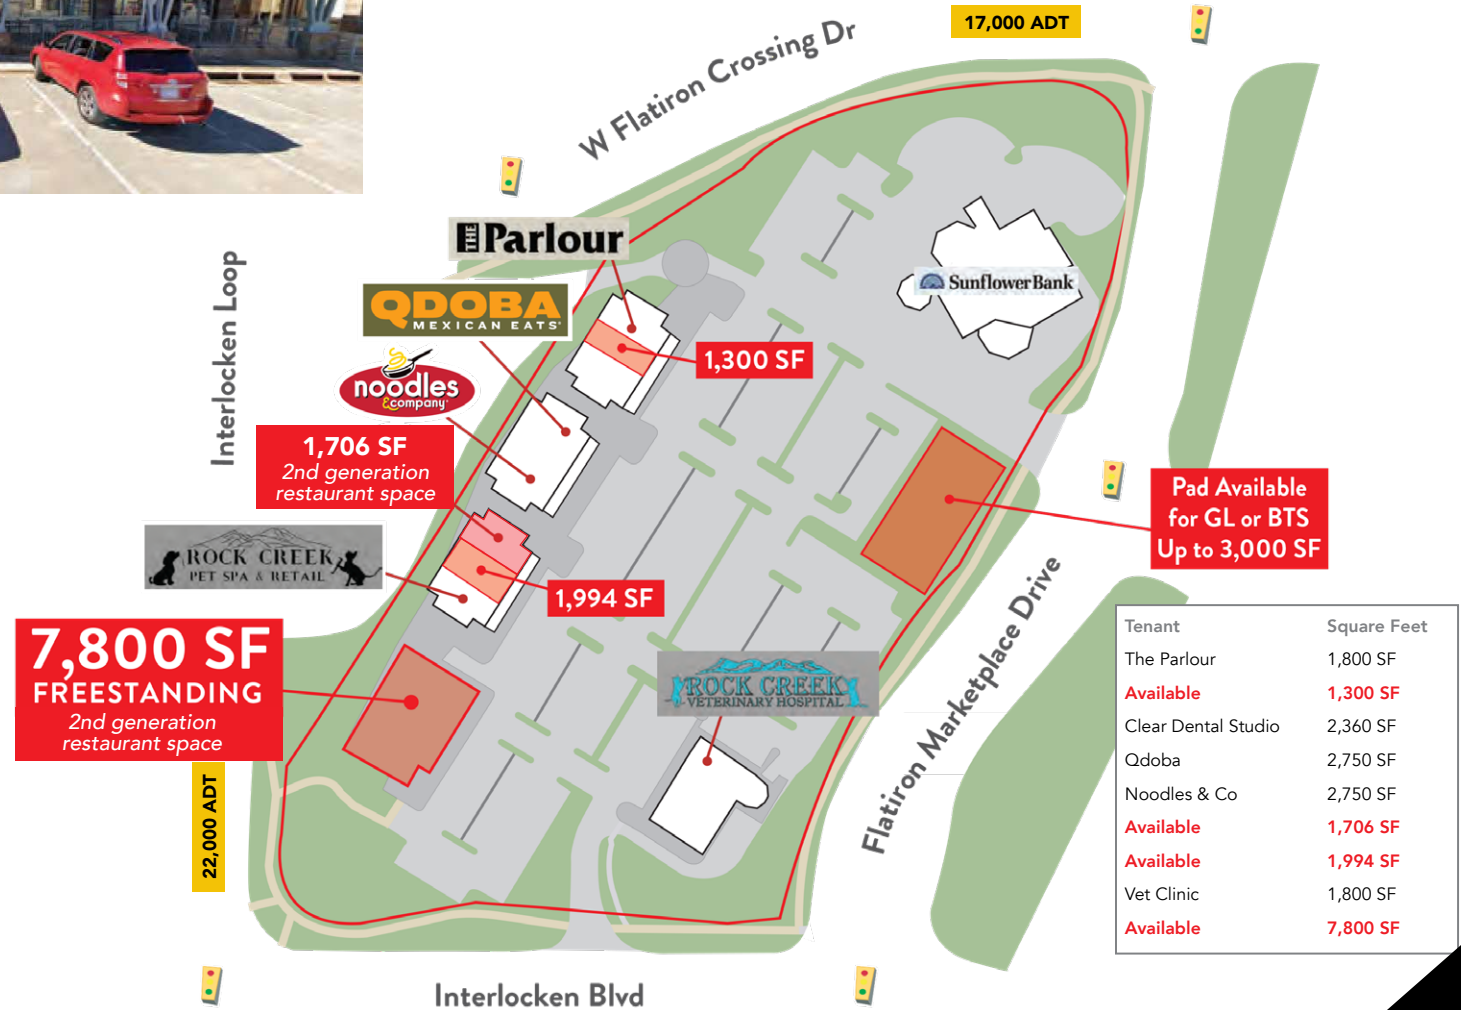 17,000 ADT
W Flatiron Crossing Dr
THE Parlour
Interlocken Loop
SunflowerBank
QDOBA
MEXICAN EATS
1,300 SF
noodles
&company
1,706 SF
2nd generation
restaurant space
Pad Available
for GL or BTS
Up to 3,000 SF
ROCK CREEK
PET SPA & RETAIL
1,994 SF
7,800 SF
FREESTANDING
2nd generation
restaurant space
ROCK CREEK
VETERINARY HOSPITAL
Flatiron Marketplace Drive
22,000 ADT
Tenant Square Feet
The Parlour 1,800 SF
Available 1,300 SF
Clear Dental Studio 2,360 SF
Qdoba 2,750 SF
Noodles & Co 2,750 SF
Available 1,706 SF
Available 1,994 SF
Vet Clinic 1,800 SF
Available 7,800 SF
Interlocken Blvd